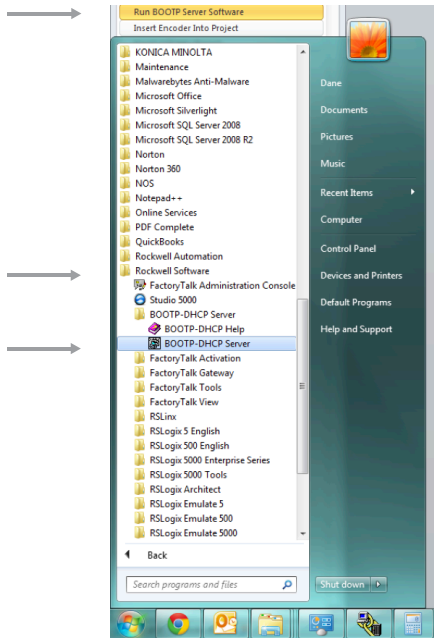 Run BOOTP Server Software
Insert Encoder Into Project
KONICA MINOLTA
Maintenance
Malwarebytes Anti-Malware
Microsoft Office
Microsoft Silverlight
Microsoft SQL Server 2008
Microsoft SQL Server 2008 R2
Norton
Norton 360
NOS
Notepad++
Online Services
PDF Complete
QuickBooks
Rockwell Automation
Rockwell Software
FactoryTalk Administration Console
Studio 5000
BOOTP-DHCP Server
BOOTP-DHCP Help
BOOTP-DHCP Server
FactoryTalk Activation
FactoryTalk Gateway
FactoryTalk Tools
FactoryTalk View
RSLinx
RSLogix 5 English
RSLogix 500 English
RSLogix 5000 Enterprise Series
RSLogix 5000 Tools
RSLogix Architect
RSLogix Emulate 5
RSLogix Emulate 500
RSLogix Emulate 5000
Back
Search programs and files
Dane
Documents
Pictures
Music
Recent Items
Computer
Control Panel
Devices and Printers
Default Programs
Help and Support
Shut down